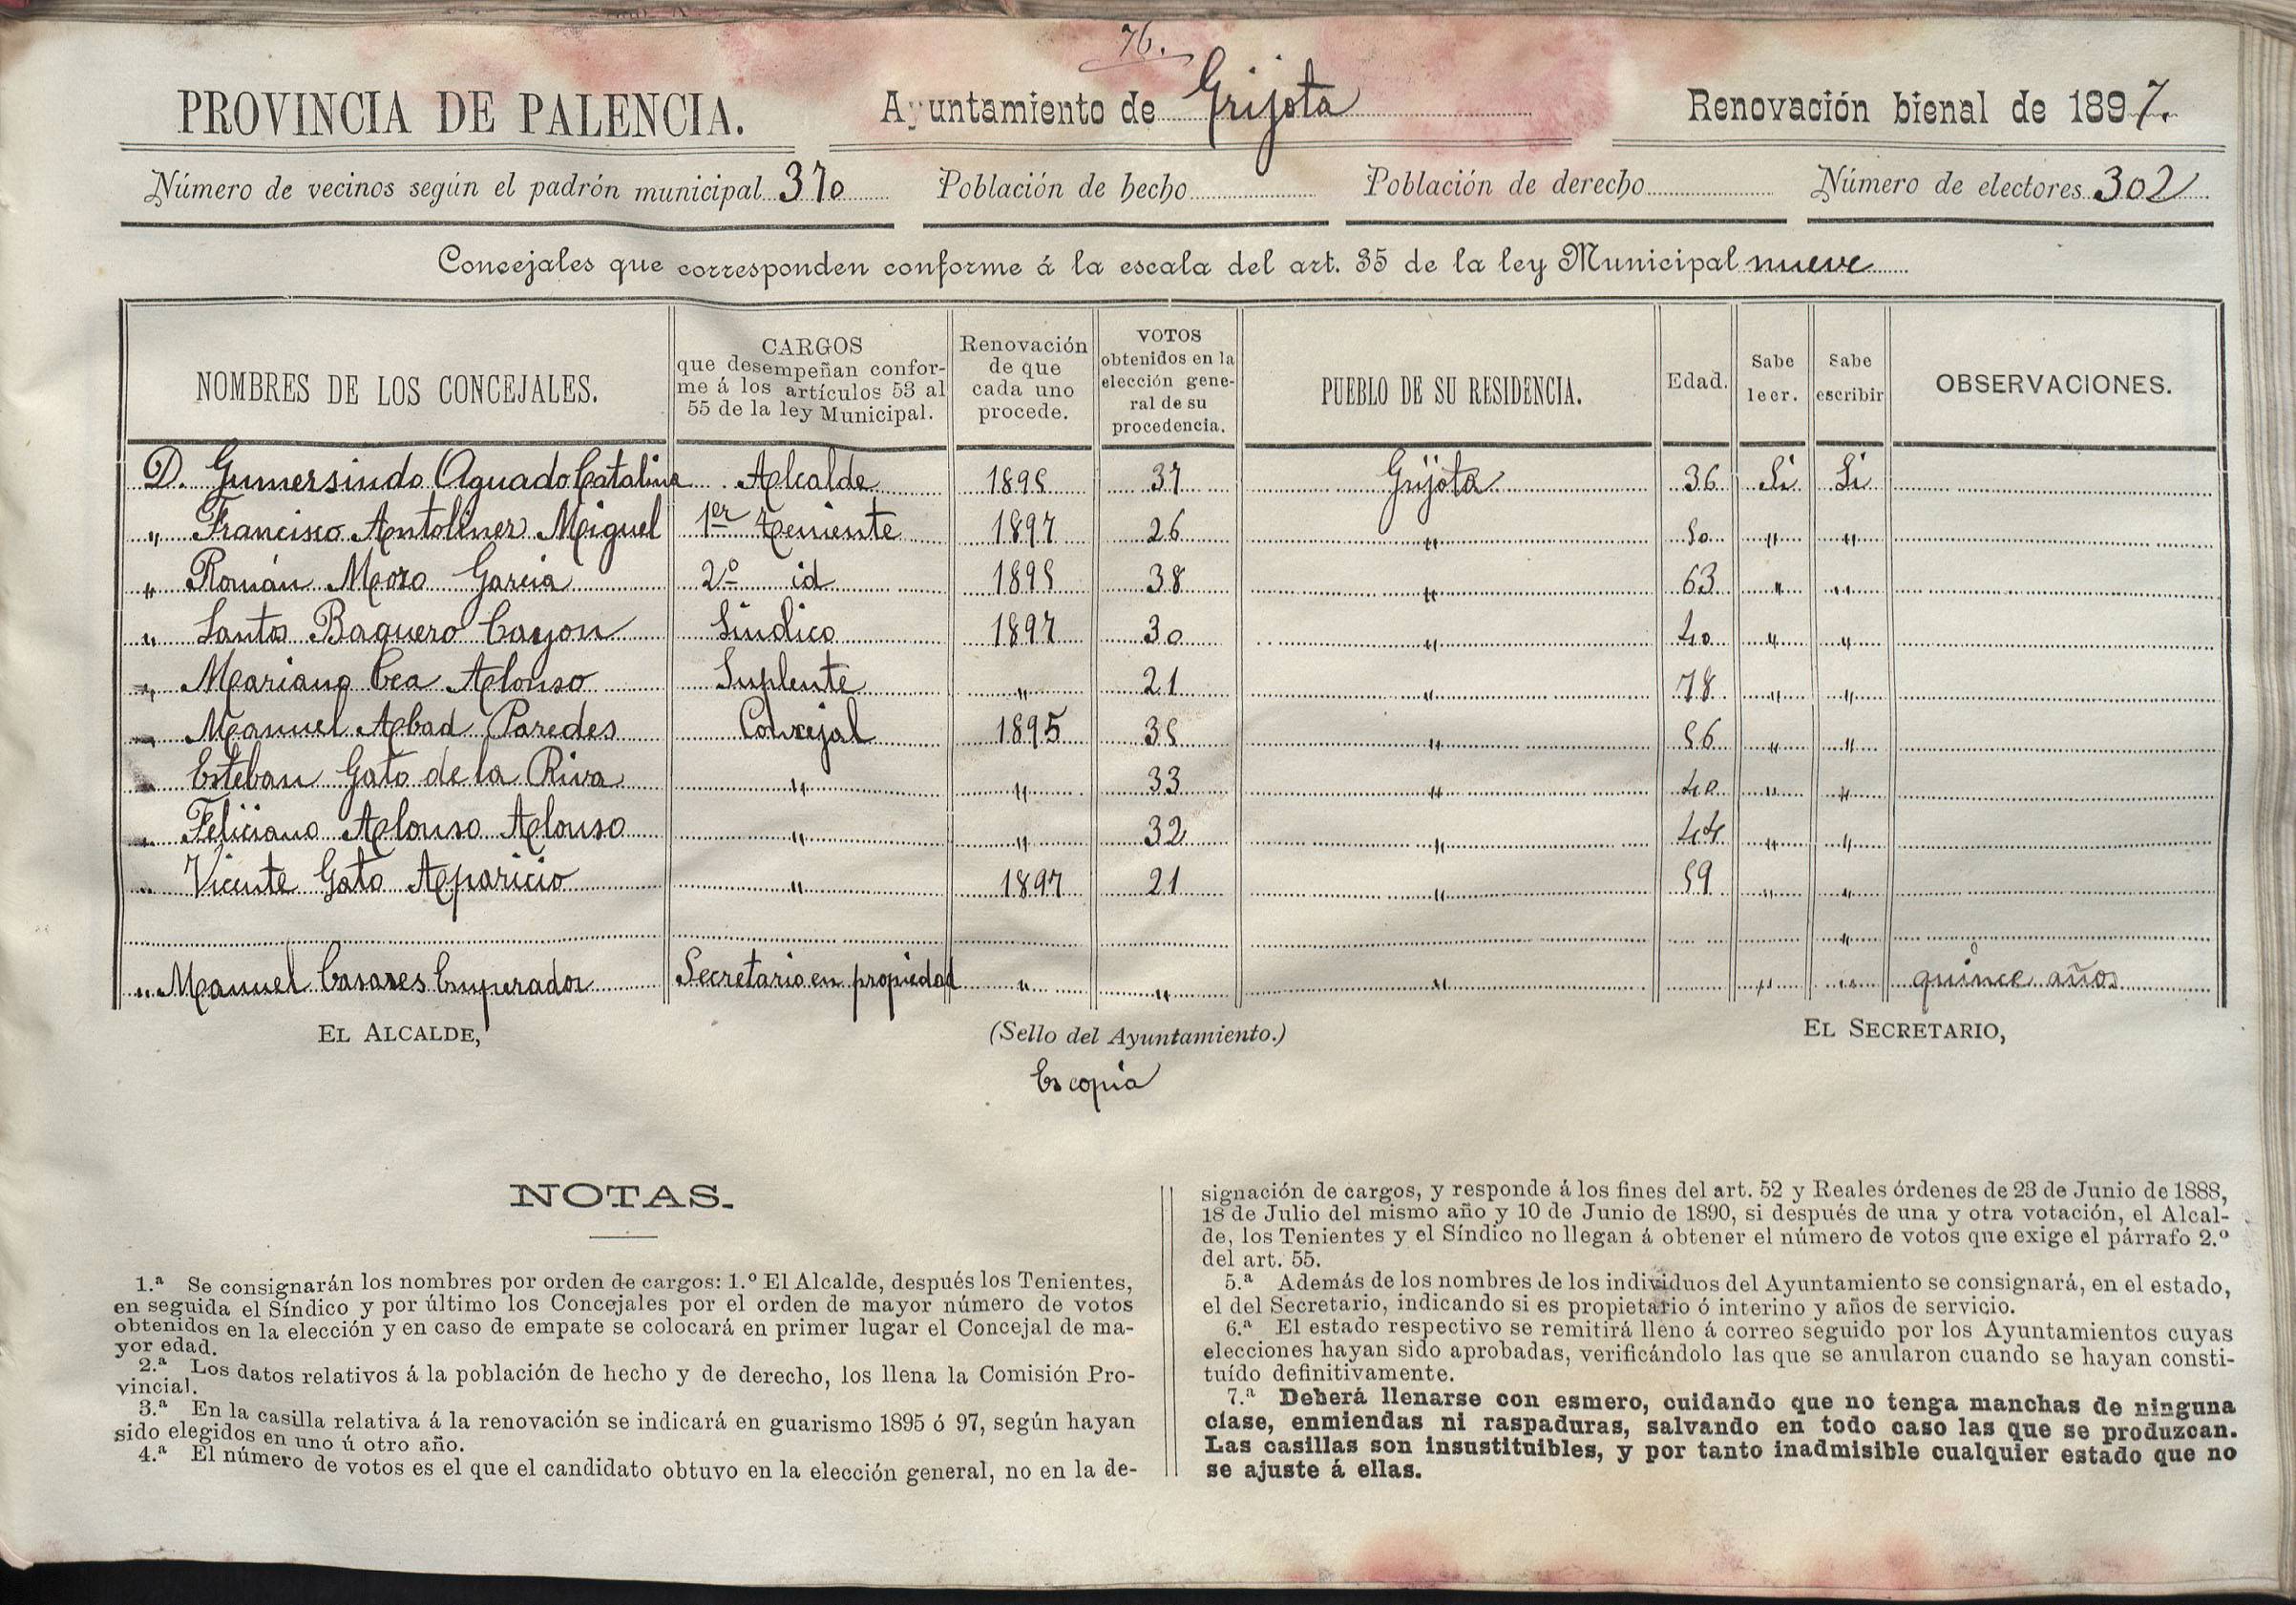 76.
PROVINCIA DE PALENCIA. Ayuntamiento de Grijota Renovación bienal de 1897.
Número de vecinos según el padrón municipal 370 Población de hecho Población de derecho Número de electores 302
Concejales que corresponden conforme á la escala del art. 35 de la ley Municipal nueve
NOMBRES DE LOS CONCEJALES. CARGOS que desempeñan confor-me á los artículos 53 al 55 de la ley Municipal. Renovación de que cada uno procede. VOTOS obtenidos en la elección gene-ral de su procedencia. PUEBLO DE SU RESIDENCIA. Edad. Sabe leer. Sabe escribir OBSERVACIONES.
D. Gumersindo Aguado Catalina Alcalde 1895 37 Grijota 36 Si Si
" Francisco Antolinez Miguel 1er Teniente 1897 26 " 50 " "
" Román Moro Garcia 2º id 1895 38 " 63 " "
" Santos Baquero Cayon Sindico 1897 30 " 40 " "
" Mariano Cea Alonso Suplente " 21 " 78 " "
" Manuel Abad Paredes Concejal 1895 35 " 56 " "
" Esteban Gato de la Riva " " 33 " 40 " "
" Feliciano Alonso Alonso " " 32 " 44 " "
" Vicente Gato Aparicio " 1897 21 " 59 " "
"
" Manuel Casares Emperador Secretario en propiedad " " " " " quince años
EL ALCALDE, (Sello del Ayuntamiento.) EL SECRETARIO,
Es copia
NOTAS.
1.ª Se consignarán los nombres por orden de cargos: 1.º El Alcalde, después los Tenientes,
en seguida el Síndico y por último los Concejales por el orden de mayor número de votos
obtenidos en la elección y en caso de empate se colocará en primer lugar el Concejal de ma-
yor edad.
2.ª Los datos relativos á la población de hecho y de derecho, los llena la Comisión Pro-
vincial.
3.ª En la casilla relativa á la renovación se indicará en guarismo 1895 ó 97, según hayan
sido elegidos en uno ú otro año.
4.ª El número de votos es el que el candidato obtuvo en la elección general, no en la de-
signación de cargos, y responde á los fines del art. 52 y Reales órdenes de 23 de Junio de 1888,
18 de Julio del mismo año y 10 de Junio de 1890, si después de una y otra votación, el Alcal-
de, los Tenientes y el Síndico no llegan á obtener el número de votos que exige el párrafo 2.º
del art. 55.
5.ª Además de los nombres de los individuos del Ayuntamiento se consignará, en el estado,
el del Secretario, indicando si es propietario ó interino y años de servicio.
6.ª El estado respectivo se remitirá lleno á correo seguido por los Ayuntamientos cuyas
elecciones hayan sido aprobadas, verificándolo las que se anularon cuando se hayan consti-
tuído definitivamente.
7.ª Deberá llenarse con esmero, cuidando que no tenga manchas de ninguna
clase, enmiendas ni raspaduras, salvando en todo caso las que se produzcan.
Las casillas son insustituibles, y por tanto inadmisible cualquier estado que no
se ajuste á ellas.